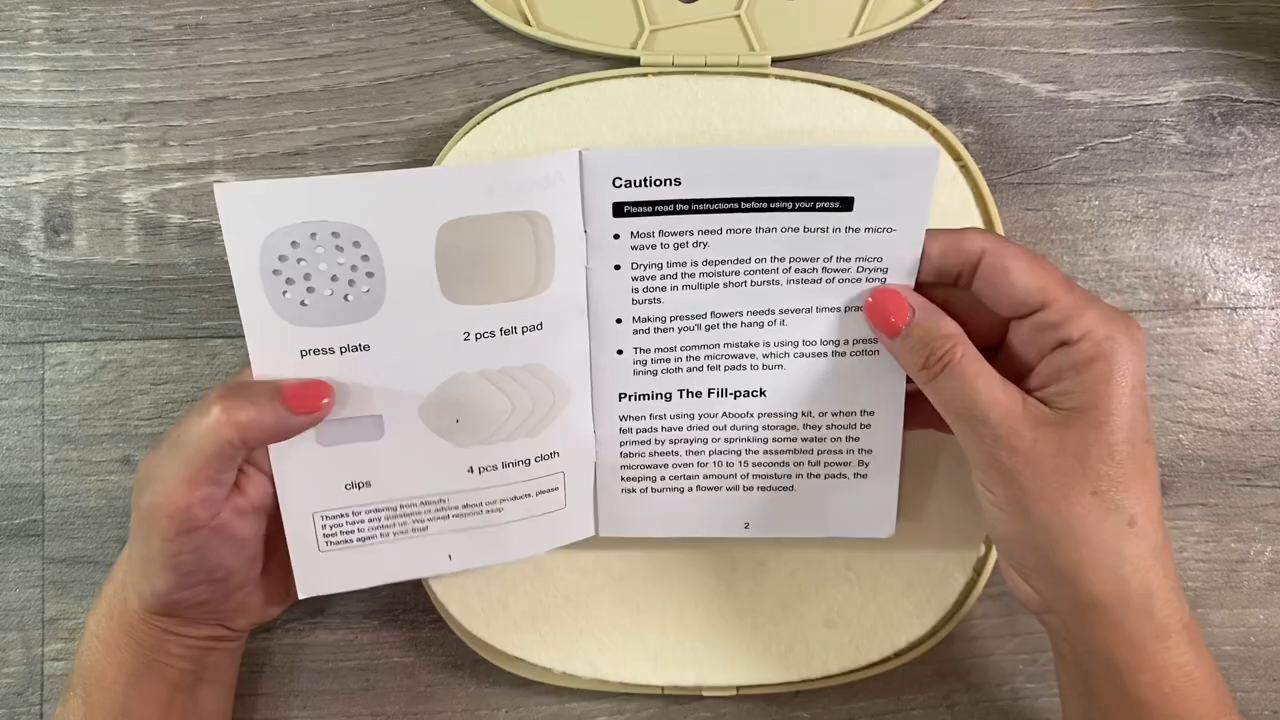 press plate
2 pcs felt pad
clips
4 pcs lining cloth
Thanks for ordering from Aboofx!
If you have any questions or advice about our products, please
feel free to contact us. We would respond asap.
Thanks again for your trust
1
Cautions
Please read the instructions before using your press.
Most flowers need more than one burst in the micro-
wave to get dry.
Drying time is depended on the power of the micro
wave and the moisture content of each flower. Drying
is done in multiple short bursts, instead of once long
bursts.
Making pressed flowers needs several times
and then you'll get the hang of it.
The most common mistake is using too long a press
ing time in the microwave, which causes the cotton
lining cloth and felt pads to burn.
Priming The Fill-pack
When first using your Aboofx pressing kit, or when the
felt pads have dried out during storage, they should be
primed by spraying or sprinkling some water on the
fabric sheets, then placing the assembled press in the
microwave oven for 10 to 15 seconds on full power. By
keeping a certain amount of moisture in the pads, the
risk of burning a flower will be reduced.
2